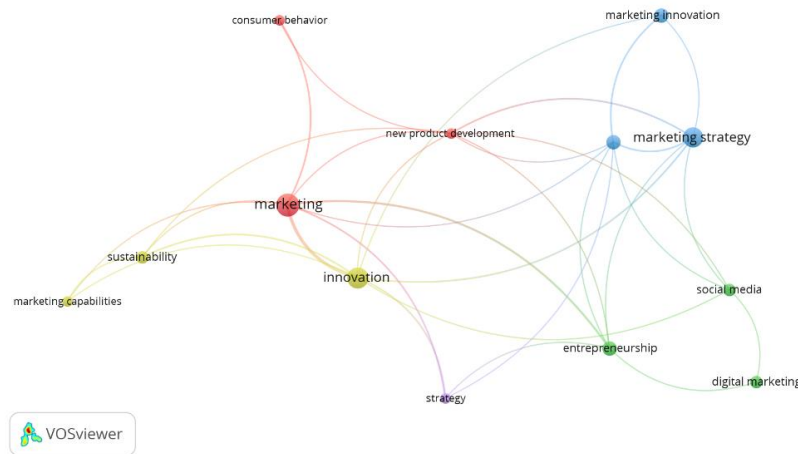 marketing innovation
consumer behavior
new product development
marketing strategy
marketing
sustainability
innovation
marketing capabilities
social media
entrepreneurship
digital marketing
strategy
VOSviewer